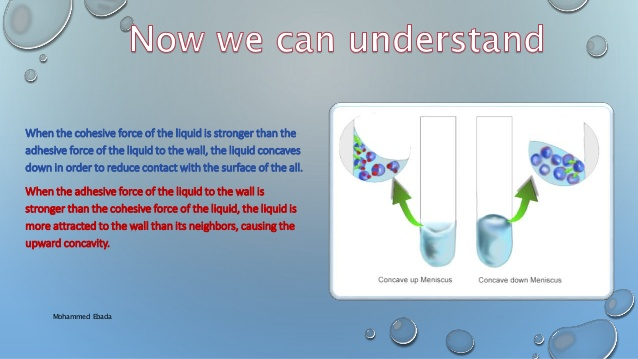 Now we can understand
When the cohesive force of the liquid is stronger than the
adhesive force of the liquid to the wall, the liquid concaves
down in order to reduce contact with the surface of the all.
When the adhesive force of the liquid to the wall is
stronger than the cohesive force of the liquid, the liquid is
more attracted to the wall than its neighbors, causing the
upward concavity.
Concave up Meniscus
Concave down Meniscus
Mohammed Ebada